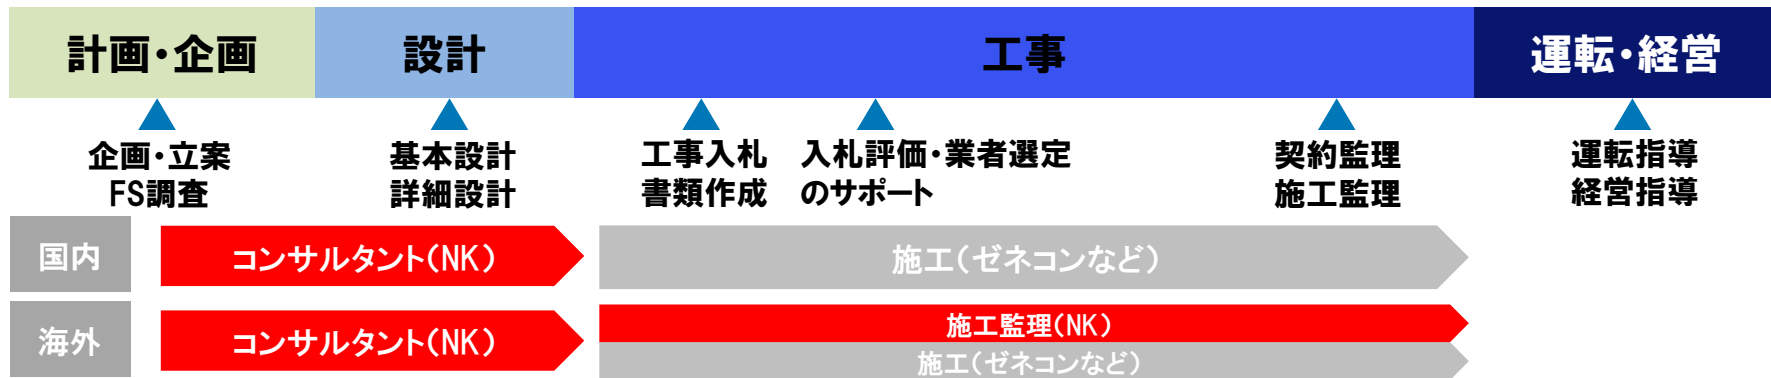 計画・企画
設計
工事
運転・経営
企画・立案
FS調査
基本設計
詳細設計
工事入札
書類作成
入札評価・業者選定
のサポート
契約監理
施工監理
運転指導
経営指導
国内
コンサルタント(NK)
施工(ゼネコンなど)
海外
コンサルタント(NK)
施工監理(NK)
施工(ゼネコンなど)